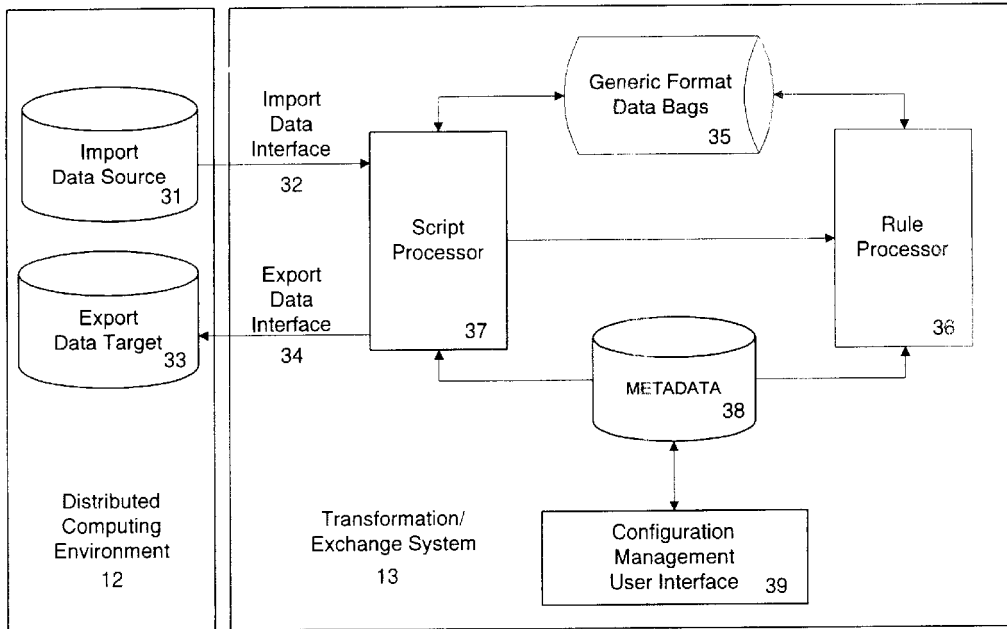 Import
Data Source
31
Export
Data Target
33
Distributed
Computing
Environment
12
Import
Data
Interface
32
Export
Data
Interface
34
Script
Processor
37
Generic Format
Data Bags
35
Rule
Processor
36
METADATA
38
Transformation/
Exchange System
13
Configuration
Management
User Interface
39